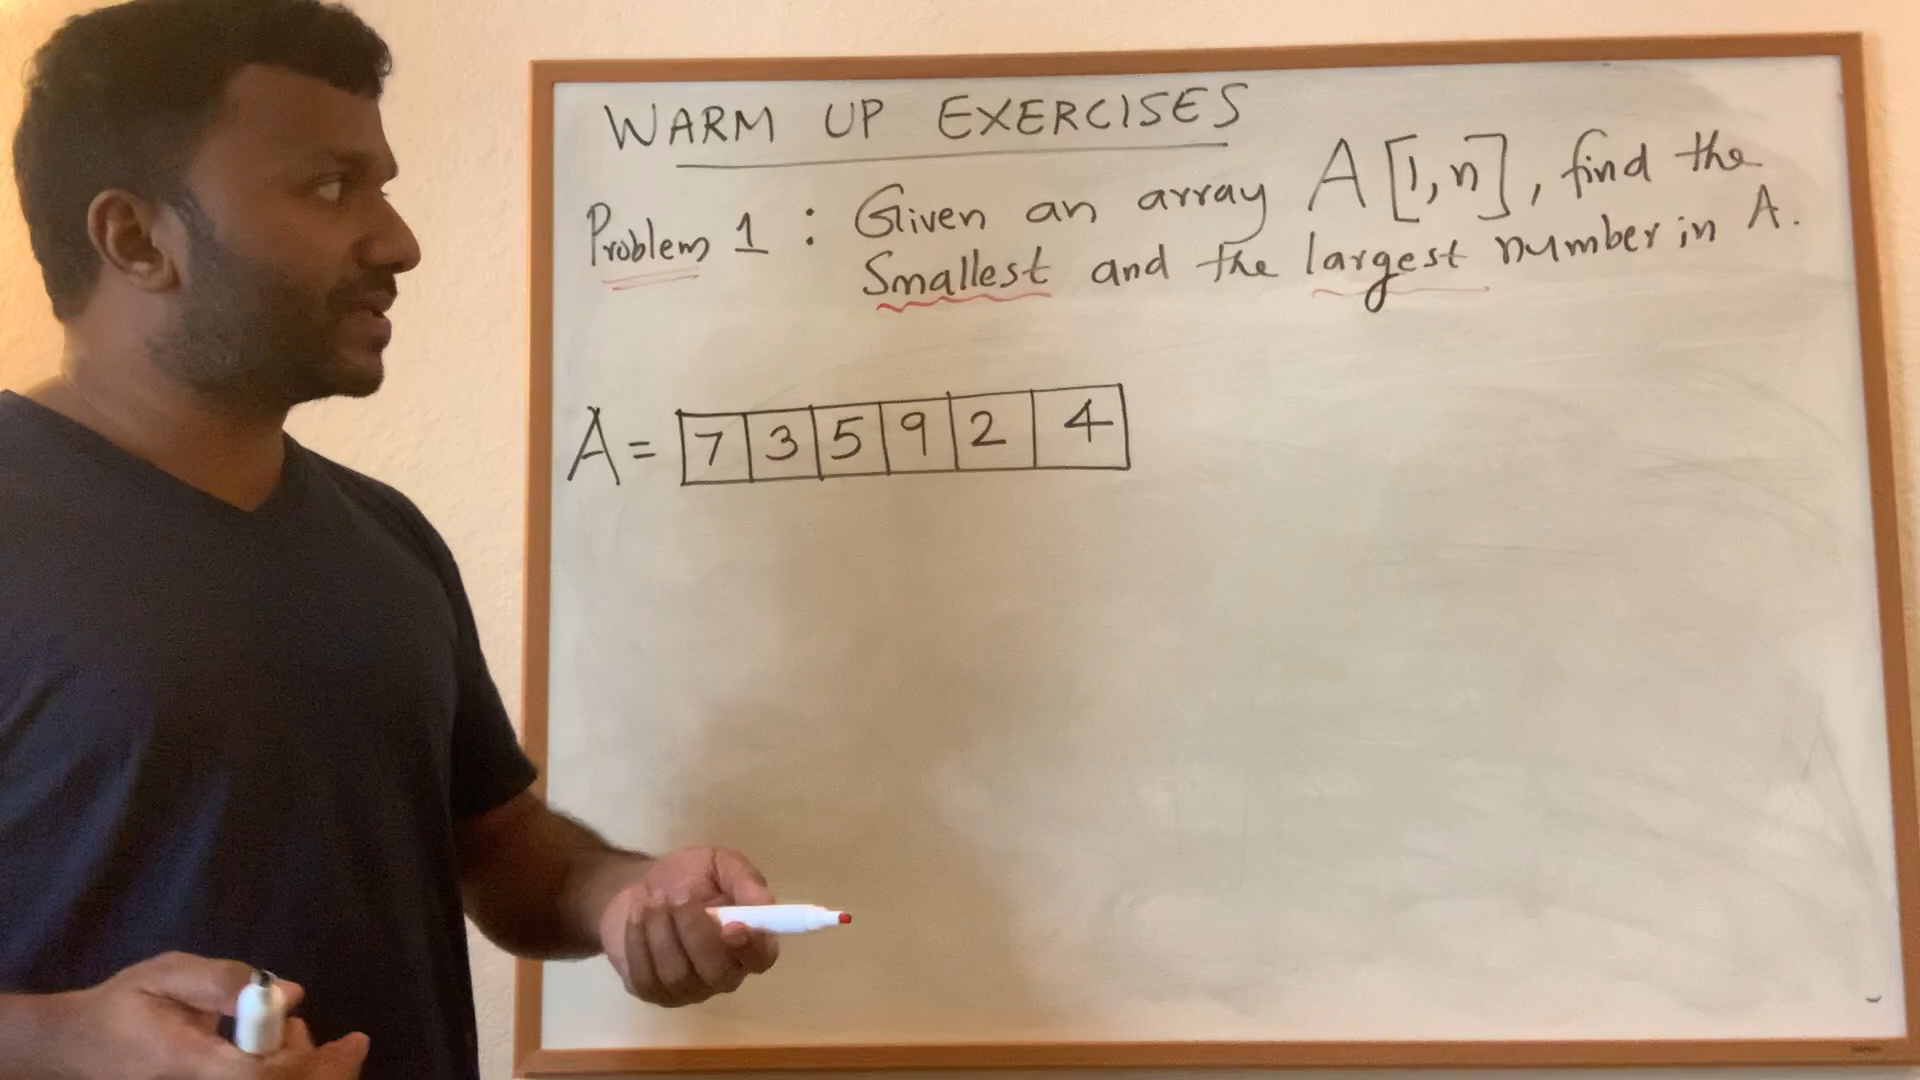 WARM UP EXERCISES
Problem 1 : Given an array A [1, n], find the
Smallest and the largest number in A.
A = 7 3 5 9 2 4